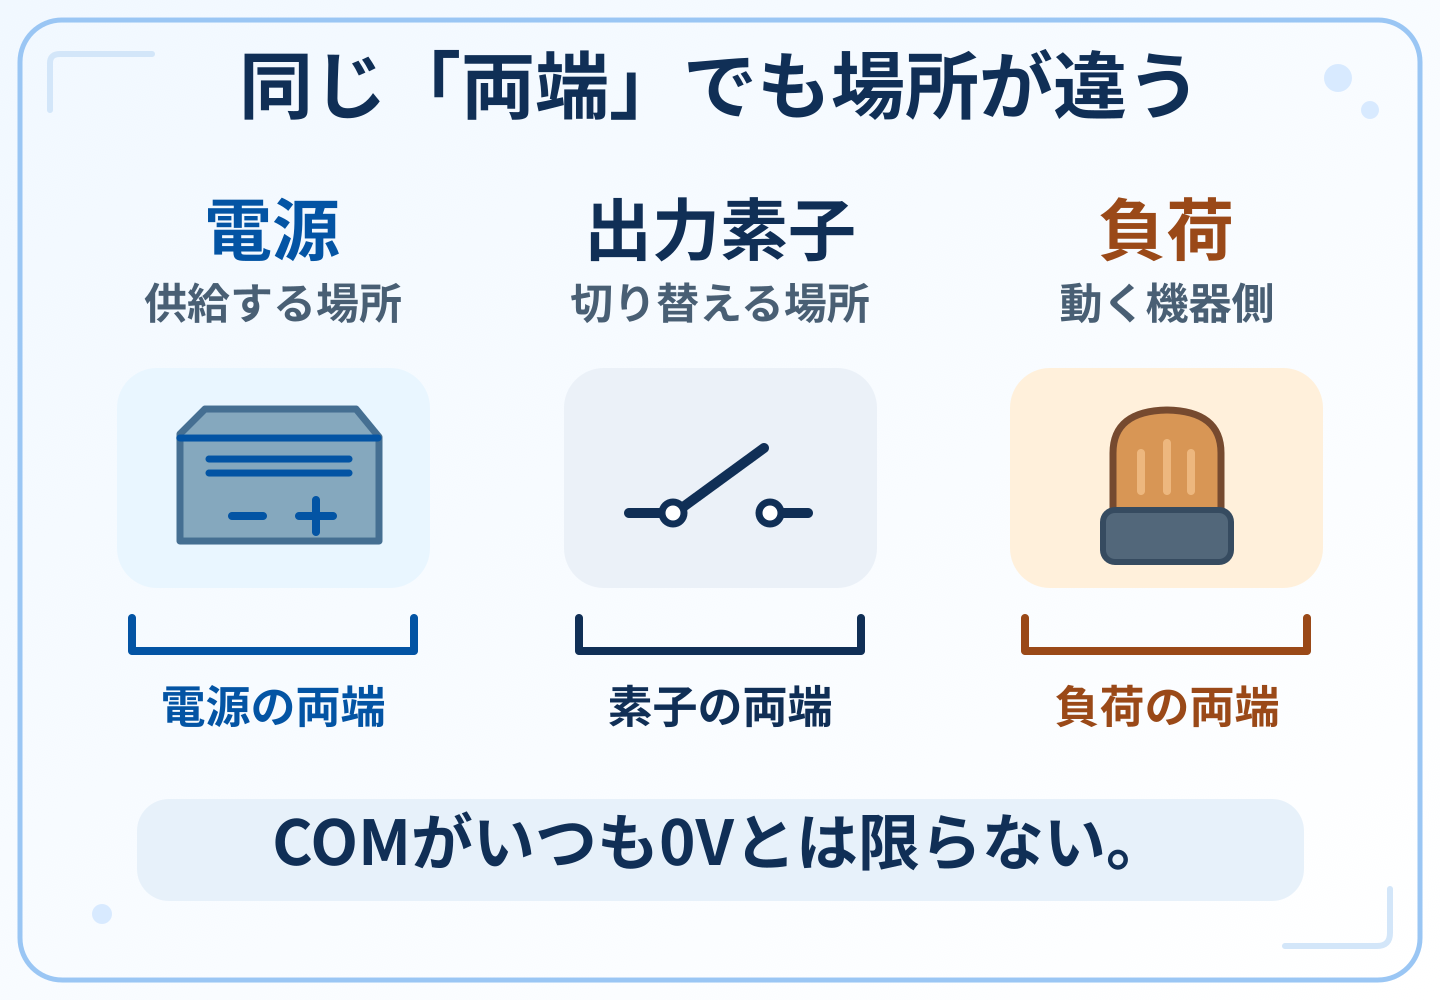 同じ「両端」でも場所が違う
電源
供給する場所
出力素子
切り替える場所
負荷
動く機器側
電源の両端
素子の両端
負荷の両端
COMがいつも0Vとは限らない。